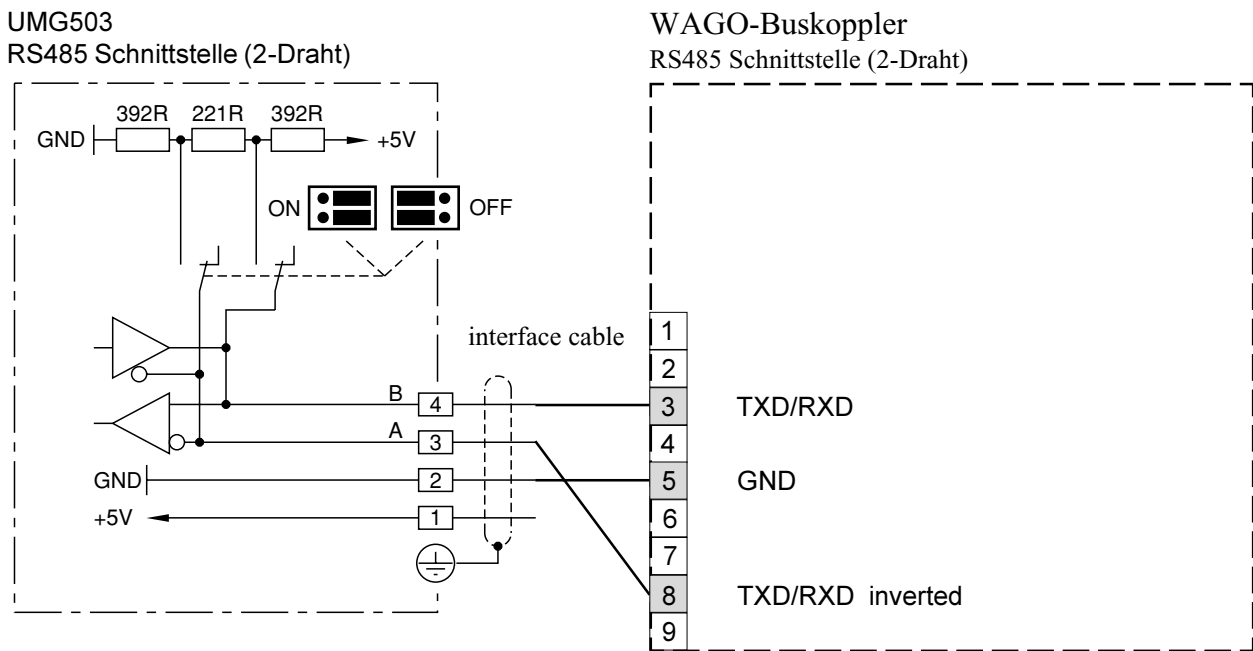 UMG503
RS485 Schnittstelle (2-Draht)
WAGO-Buskoppler
RS485 Schnittstelle (2-Draht)
392R 221R 392R
GND
+5V
ON
OFF
interface cable
B
4
A
3
GND
2
+5V
1
1
2
3 TXD/RXD
4
5 GND
6
7
8 TXD/RXD inverted
9